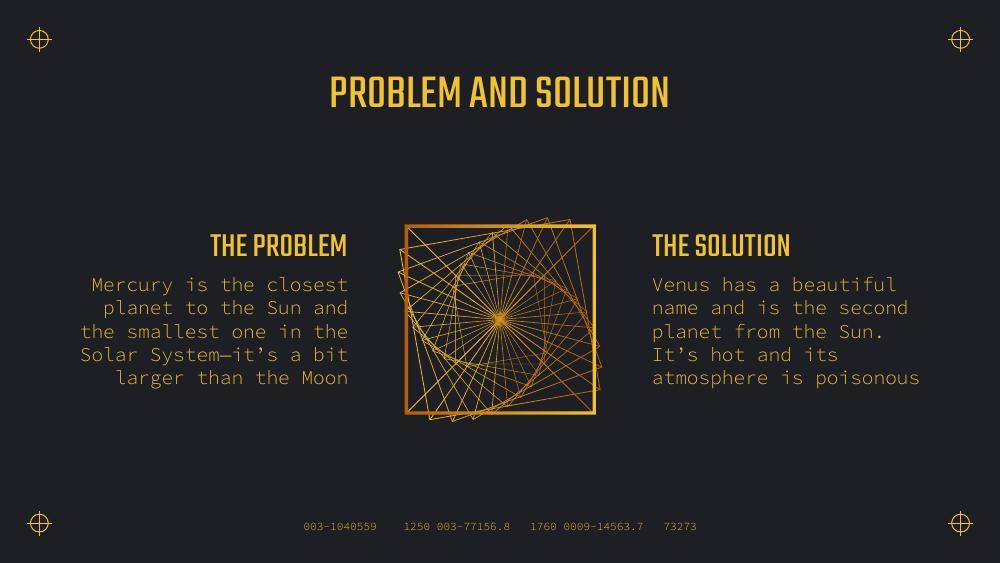 PROBLEM AND SOLUTION
THE PROBLEM
Mercury is the closest
planet to the Sun and
the smallest one in the
Solar System—it’s a bit
larger than the Moon
THE SOLUTION
Venus has a beautiful
name and is the second
planet from the Sun.
It’s hot and its
atmosphere is poisonous
003-1040559 1250 003-77156.8 1760 0009-14563.7 73273